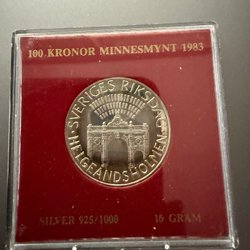 100 KRONOR MINNESMYNT 1983
SVERIGES RIKSDAG
HELGEANDSHOLMEN
SILVER 925/1000 16 GRAM